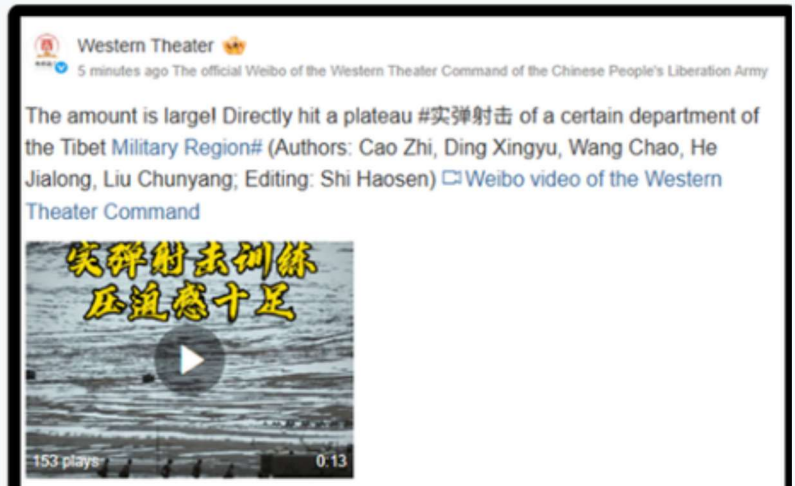 Western Theater
5 minutes ago The official Weibo of the Western Theater Command of the Chinese People's Liberation Army
The amount is large! Directly hit a plateau #实弹射击 of a certain department of
the Tibet Military Region# (Authors: Cao Zhi, Ding Xingyu, Wang Chao, He
Jialong, Liu Chunyang; Editing: Shi Haosen) Weibo video of the Western
Theater Command
实弹射击训练
压迫感十足
153 plays
0:13